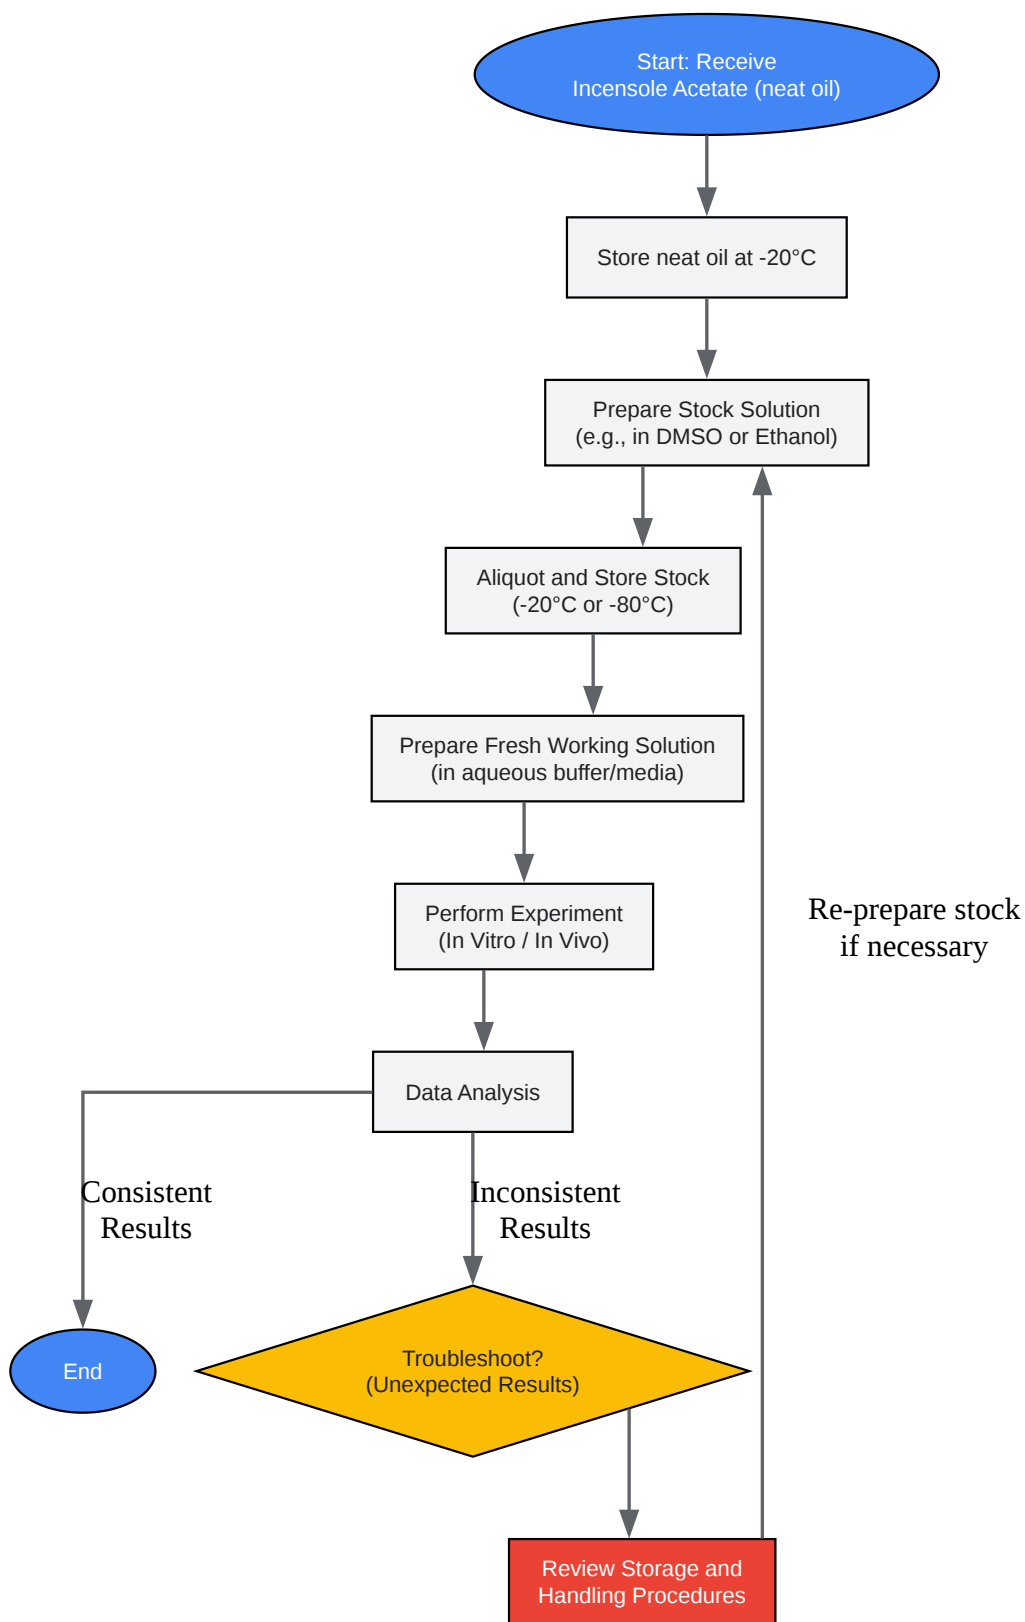 Start: Receive
Incensole Acetate (neat oil)
Store neat oil at -20°C
Prepare Stock Solution
(e.g., in DMSO or Ethanol)
Aliquot and Store Stock
(-20°C or -80°C)
Prepare Fresh Working Solution
(in aqueous buffer/media)
Perform Experiment
(In Vitro / In Vivo)
Re-prepare stock
if necessary
Data Analysis
Consistent
Results
Inconsistent
Results
End
Troubleshoot?
(Unexpected Results)
Review Storage and
Handling Procedures